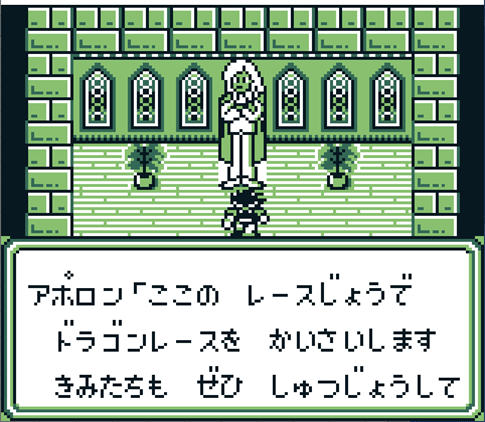 アポロン「ここの　レースじょうで
ドラゴンレースを　かいさいします
きみたちも　ぜひ　しゅつじょうして